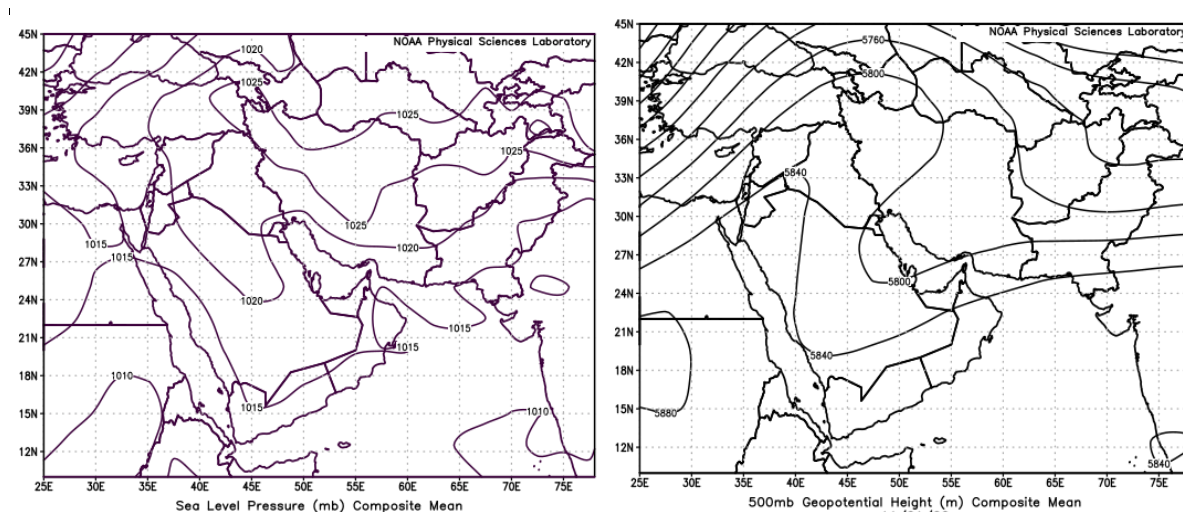 NOAA Physical Sciences Laboratory
45N
42N
39N
36N
33N
30N
27N
24N
21N
18N
15N
12N
1020
1025
1025
1025
1025
1020
1015
1015
1020
1015
1015
1015
1010
1010
25E 30E 35E 40E 45E 50E 55E 60E 65E 70E 75E
Sea Level Pressure (mb) Composite Mean
NOAA Physical Sciences Laboratory
45N
42N
39N
36N
33N
30N
27N
24N
21N
18N
15N
12N
5760
5800
5840
5800
5840
5880
5840
25E 30E 35E 40E 45E 50E 55E 60E 65E 70E 75E
500mb Geopotential Height (m) Composite Mean